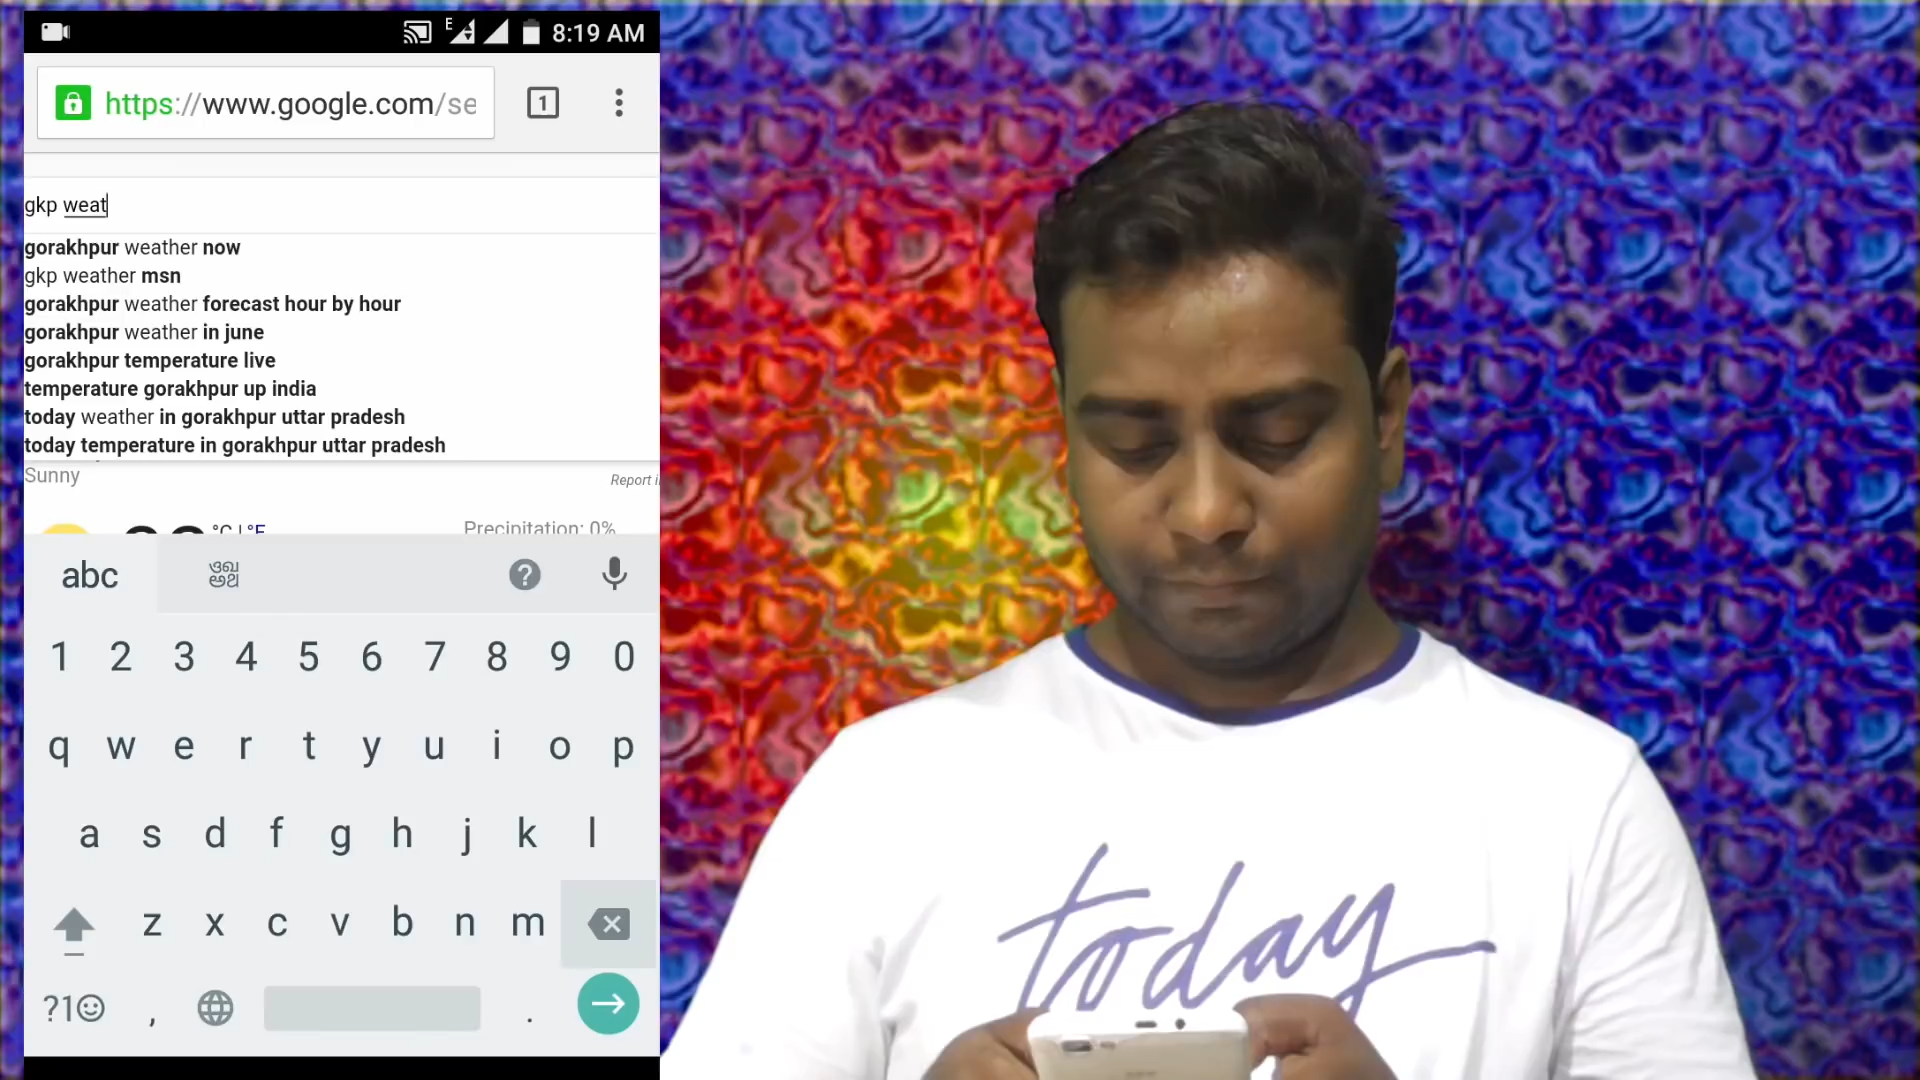 E 8:19 AM
https://www.google.com/se 1
gkp weat
gorakhpur weather now
gkp weather msn
gorakhpur weather forecast hour by hour
gorakhpur weather in june
gorakhpur temperature live
temperature gorakhpur up india
today weather in gorakhpur uttar pradesh
today temperature in gorakhpur uttar pradesh
Sunny
Report i
°C | °F Precipitation: 0%
abc ?
1 2 3 4 5 6 7 8 9 0
q w e r t y u i o p
a s d f g h j k l
z x c v b n m
?1☺ , .
today